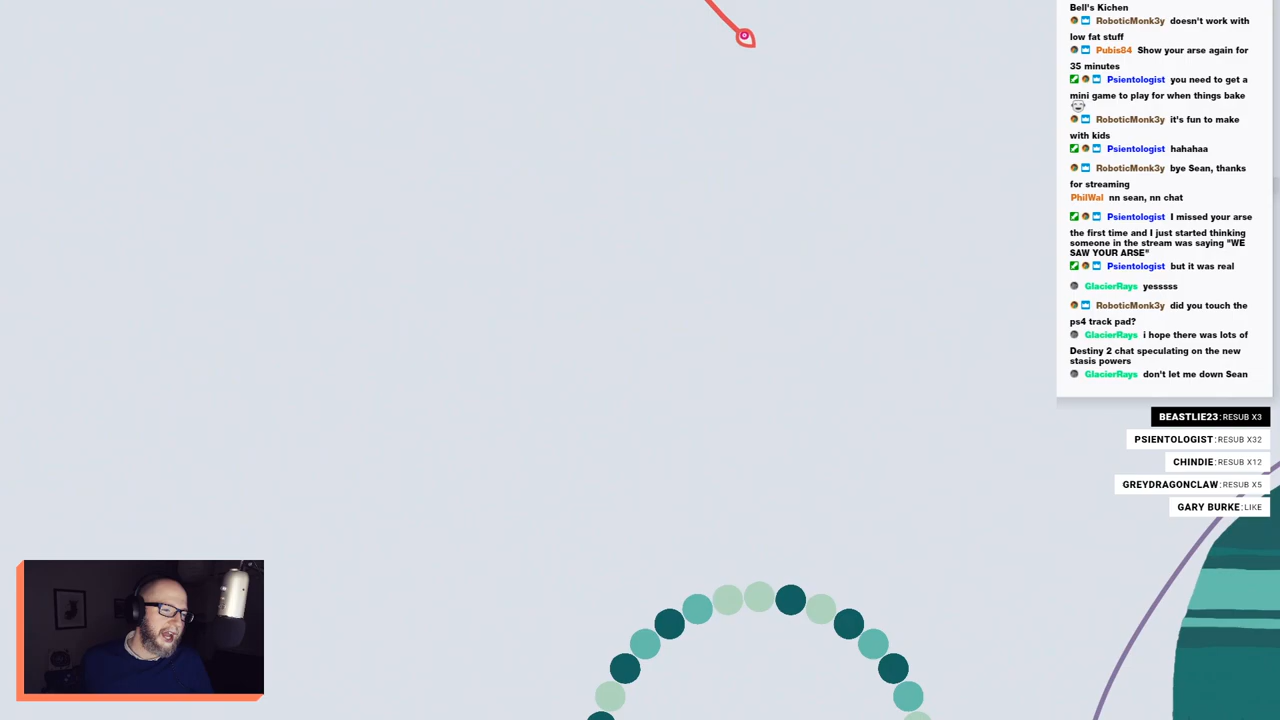 Bell's Kichen
RoboticMonk3y doesn't work with
low fat stuff
Pubis84 Show your arse again for
35 minutes
Psientologist you need to get a
mini game to play for when things bake
RoboticMonk3y it's fun to make
with kids
Psientologist hahahaa
RoboticMonk3y bye Sean, thanks
for streaming
PhilWal nn sean, nn chat
Psientologist I missed your arse
the first time and I just started thinking
someone in the stream was saying "WE
SAW YOUR ARSE"
Psientologist but it was real
GlacierRays yesssss
RoboticMonk3y did you touch the
ps4 track pad?
GlacierRays i hope there was lots of
Destiny 2 chat speculating on the new
stasis powers
GlacierRays don't let me down Sean
BEASTLIE23:RESUB X3
PSIENTOLOGIST:RESUB X32
CHINDIE:RESUB X12
GREYDRAGONCLAW:RESUB X5
GARY BURKE:LIKE